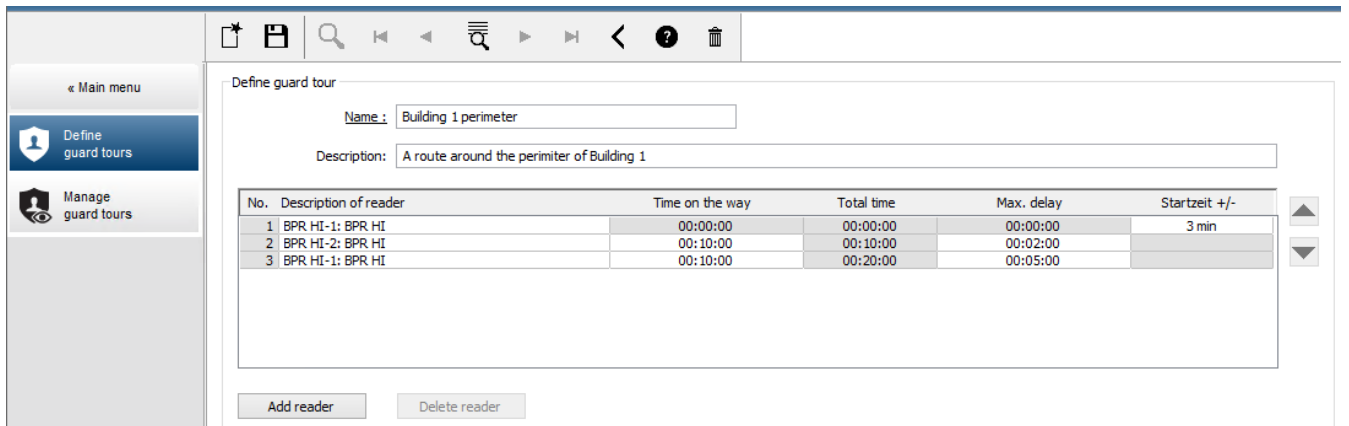 « Main menu
Define
guard tours
Manage
guard tours
Define guard tour
Name : Building 1 perimeter
Description: A route around the perimiter of Building 1
No. Description of reader Time on the way Total time Max. delay Startzeit +/-
1 BPR HI-1: BPR HI 00:00:00 00:00:00 00:00:00 3 min
2 BPR HI-2: BPR HI 00:10:00 00:10:00 00:02:00
3 BPR HI-1: BPR HI 00:10:00 00:20:00 00:05:00
Add reader Delete reader